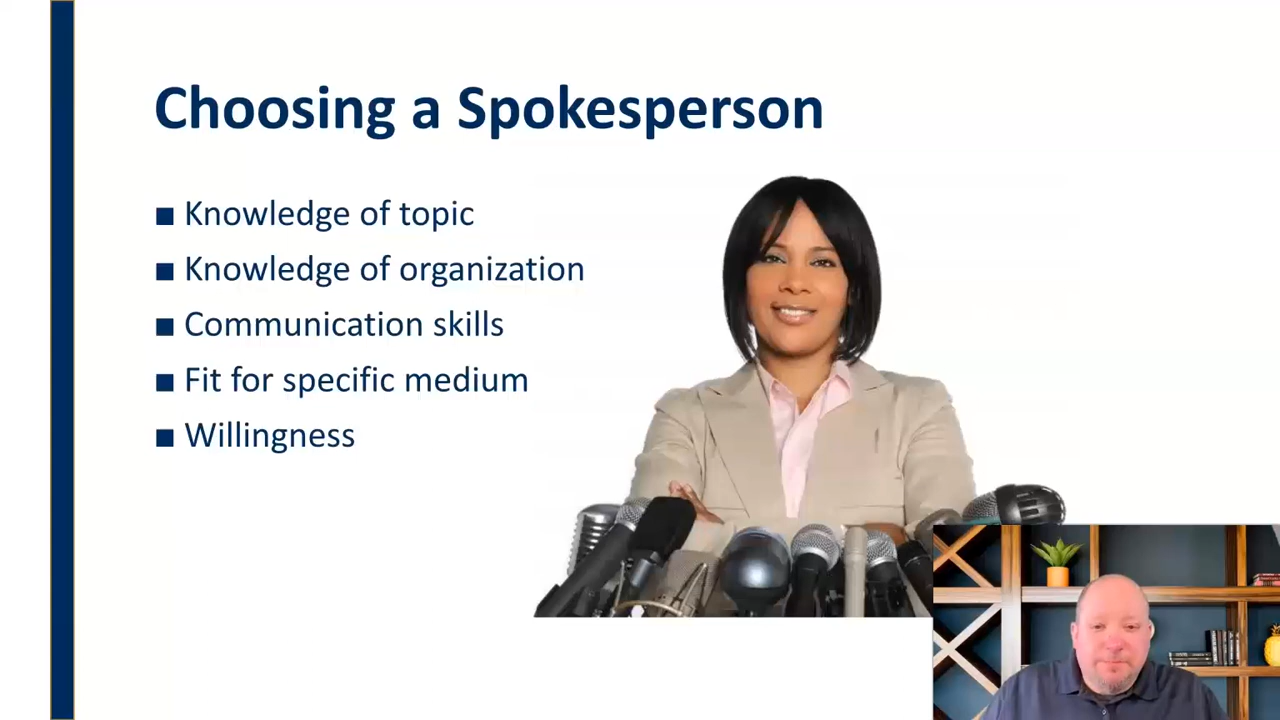 Choosing a Spokesperson
■ Knowledge of topic
■ Knowledge of organization
■ Communication skills
■ Fit for specific medium
■ Willingness